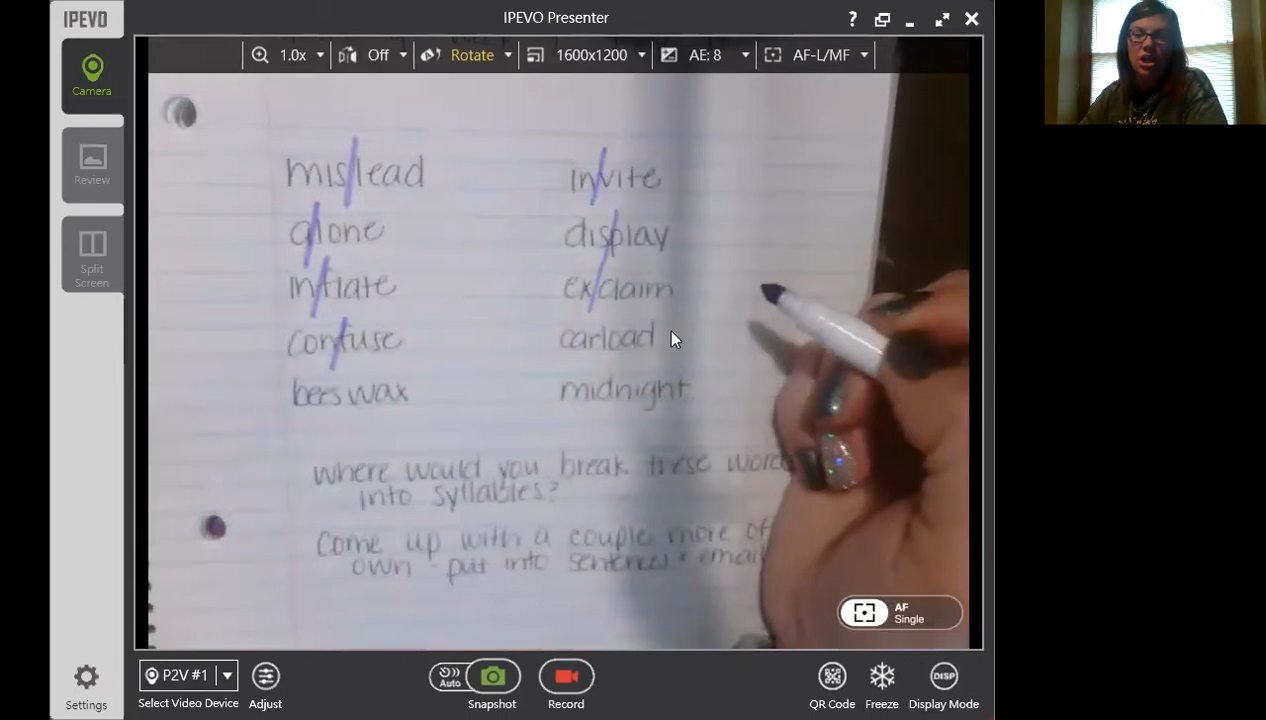 IPEVO
IPEVO Presenter
?
1.0x
Off
Rotate
1600x1200
AE: 8
AF-L/MF
Camera
Review
Split
Screen
mislead
invite
alone
display
inflate
exclaim
confuse
carload
beeswax
midnight
where would you break these word
into syllables?
Come up with a couple more of
own - put into sentences + email
AF
Single
Settings
P2V #1
Select Video Device
Adjust
Auto
Snapshot
Record
QR Code
Freeze
DISP
Display Mode